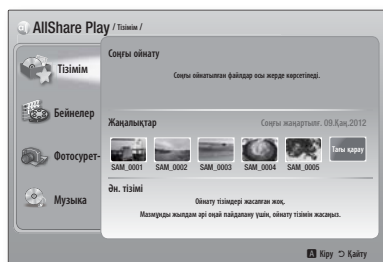 AllShare Play / Тізімім /
Тізімім
Бейнелер
Фотосурет-
Музыка
Соңғы ойнату
Соңғы ойнатылған файлдар осы жерде көрсетіледі.
Жаңалықтар
Соңғы жаңартылғ. 09.Қаң.2012
SAM_0001
SAM_0002
SAM_0003
SAM_0004
SAM_0005
Тағы қарау
Ән. тізімі
Ойнату тізімдері жасалған жоқ.
Мазмұнды жылдам әрі оңай пайдалану үшін, ойнату тізімін жасаңыз.
A Кіру Қайту